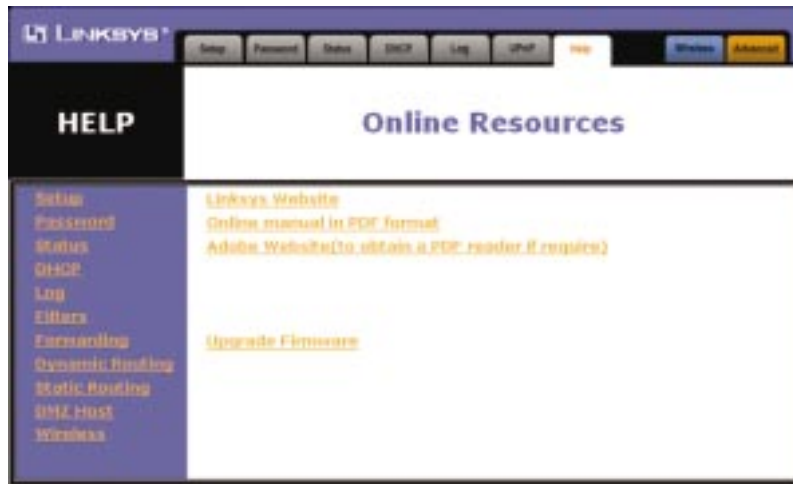 LINKSYS®
Setup Password Status DHCP Log UPnP Help Wireless Advanced
HELP
Online Resources
Setup
Password
Status
DHCP
Log
Filters
Forwarding
Dynamic Routing
Static Routing
DMZ Host
Wireless
Linksys Website
Online manual in PDF format
Adobe Website(to obtain a PDF reader if require)
Upgrade Firmware